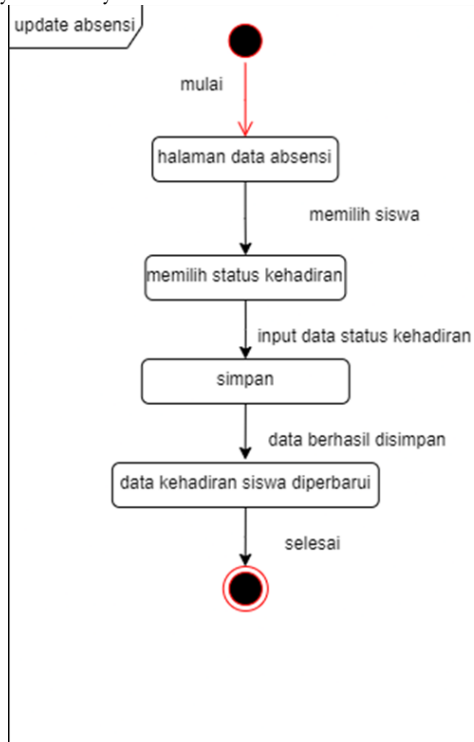 update absensi
mulai
halaman data absensi
memilih siswa
memilih status kehadiran
input data status kehadiran
simpan
data berhasil disimpan
data kehadiran siswa diperbarui
selesai